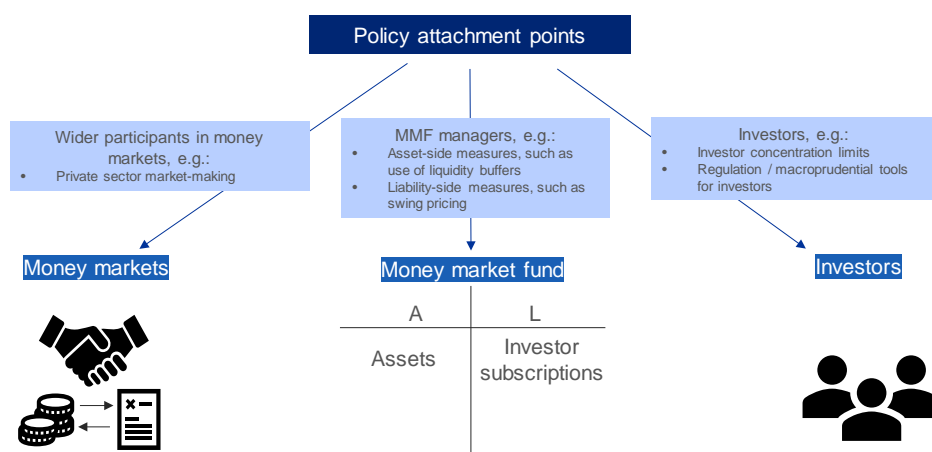 Policy attachment points
Wider participants in money
markets, e.g.:
• Private sector market-making
MMF managers, e.g.:
• Asset-side measures, such as
use of liquidity buffers
• Liability-side measures, such as
swing pricing
Investors, e.g.:
• Investor concentration limits
• Regulation / macroprudential tools
for investors
Money markets
Money market fund
Investors
A L
Assets
Investor
subscriptions